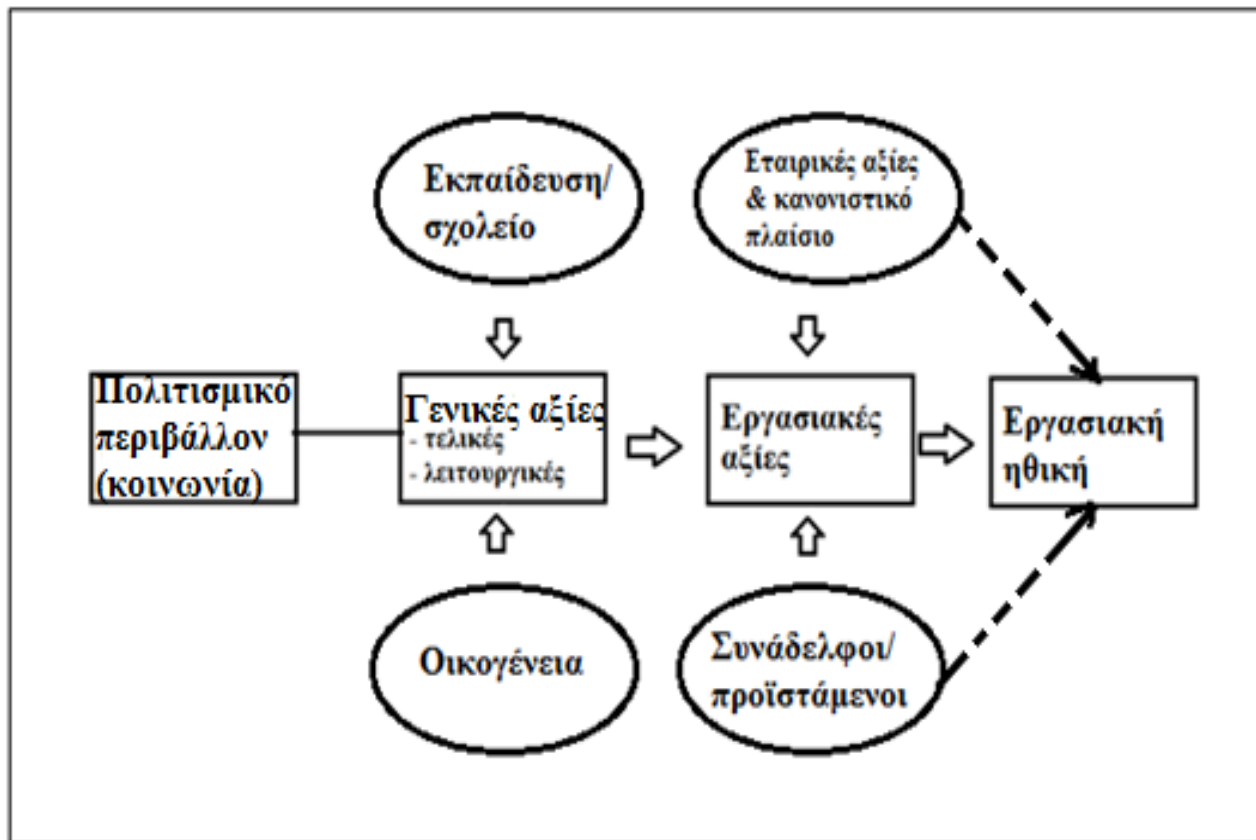 Εκπαίδευση/
σχολείο
Εταιρικές αξίες
& κανονιστικό
πλαίσιο
Πολιτισμικό
περιβάλλον
(κοινωνία)
Γενικές αξίες
- τελικές
- λειτουργικές
Εργασιακές
αξίες
Εργασιακή
ηθική
Οικογένεια
Συνάδελφοι/
προϊστάμενοι